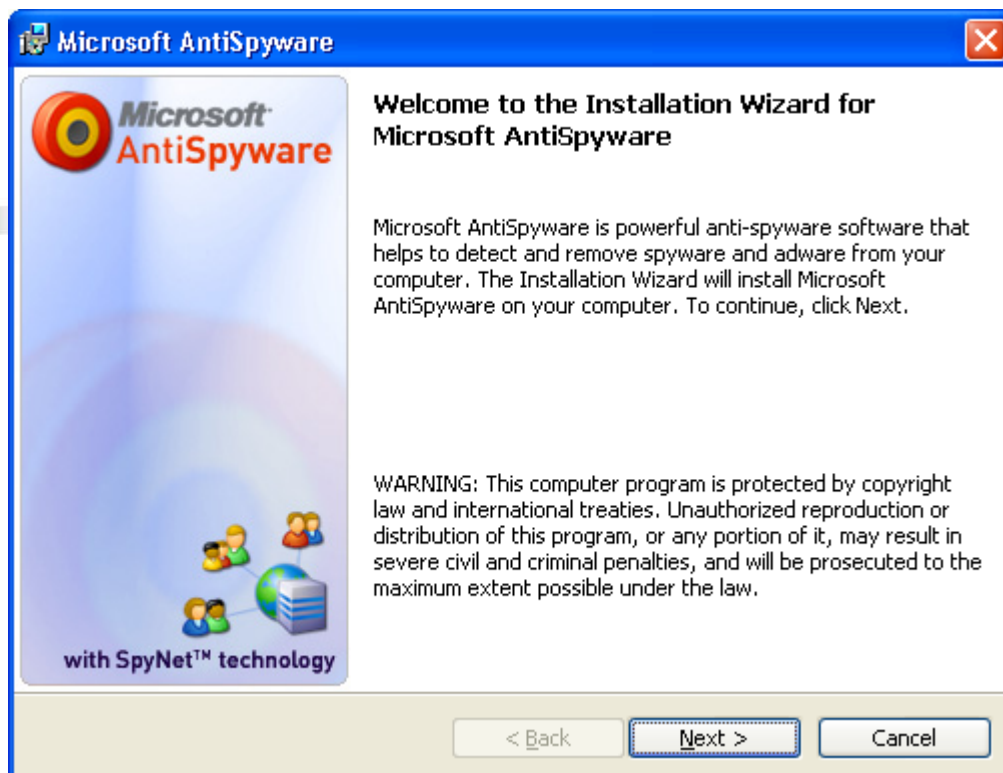 Microsoft AntiSpyware
Microsoft
AntiSpyware
Welcome to the Installation Wizard for
Microsoft AntiSpyware
Microsoft AntiSpyware is powerful anti-spyware software that
helps to detect and remove spyware and adware from your
computer. The Installation Wizard will install Microsoft
AntiSpyware on your computer. To continue, click Next.
WARNING: This computer program is protected by copyright
law and international treaties. Unauthorized reproduction or
distribution of this program, or any portion of it, may result in
severe civil and criminal penalties, and will be prosecuted to the
maximum extent possible under the law.
with SpyNet™ technology
< Back Next > Cancel